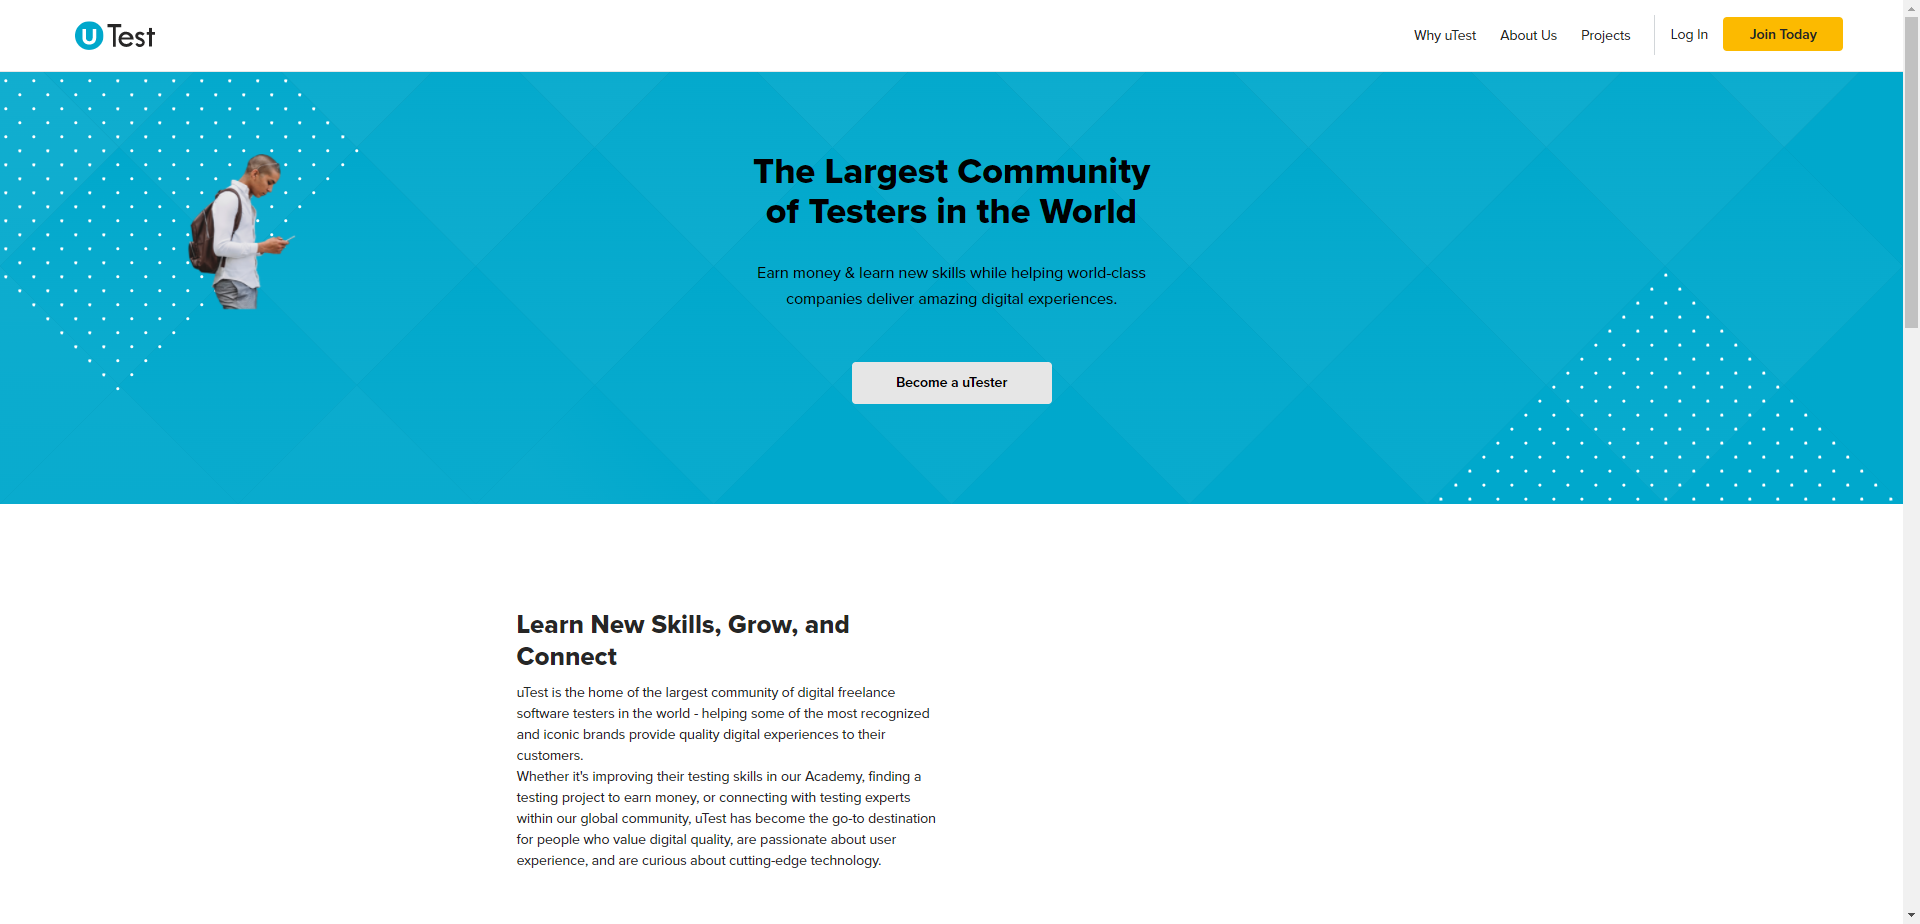 uTest
Why uTest
About Us
Projects
Log In
Join Today
The Largest Community
of Testers in the World
Earn money & learn new skills while helping world-class
companies deliver amazing digital experiences.
Become a uTester
Learn New Skills, Grow, and
Connect
uTest is the home of the largest community of digital freelance
software testers in the world - helping some of the most recognized
and iconic brands provide quality digital experiences to their
customers.
Whether it's improving their testing skills in our Academy, finding a
testing project to earn money, or connecting with testing experts
within our global community, uTest has become the go-to destination
for people who value digital quality, are passionate about user
experience, and are curious about cutting-edge technology.